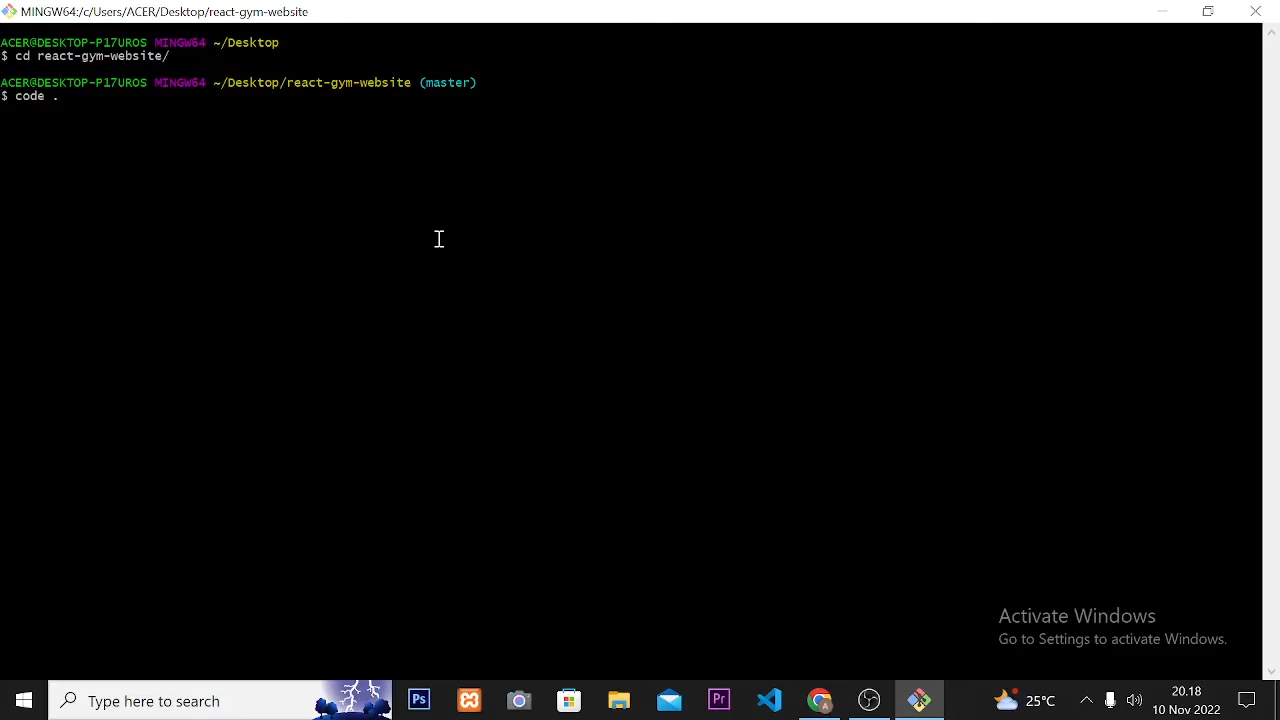 MINGW64:/c/Users/ACER/Desktop/react-gym-website
ACER@DESKTOP-P17UROS MINGW64 ~/Desktop
$ cd react-gym-website/
ACER@DESKTOP-P17UROS MINGW64 ~/Desktop/react-gym-website (master)
$ code .
Activate Windows
Go to Settings to activate Windows.
Type here to search
Ps
Pr
25°C
20.18
10 Nov 2022